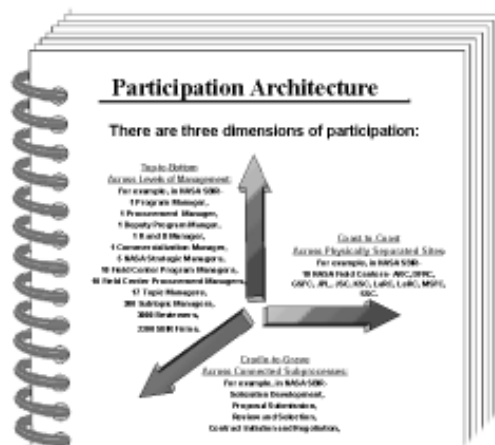 Participation Architecture
There are three dimensions of participation:
Top-to-Bottom
Across Levels of Management:
For example, in NASA SBIR-
1 Program Manager,
1 Procurement Manager,
1 Deputy Program Manger,
1 R and D Manager,
1 Commercialization Manager,
5 NASA Strategic Managers,
10 Field Center Program Managers,
10 Field Center Procurement Managers,
17 Topic Managers,
300 Subtopic Managers,
3000 Reviewers,
2200 SBIR Firms.
Coast to Coast
Across Physically Separated Sites:
For example, in NASA SBIR-
10 NASA Field Centers- ARC, DFRC,
GSFC, JPL, JSC, KSC, LaRC, LeRC, MSFC,
SSC.
Cradle-to-Grave
Across Connected Subprocesses:
For example, in NASA SBIR-
Solicitation Development,
Proposal Submission,
Review and Selection,
Contract Initiation and Negotiation,